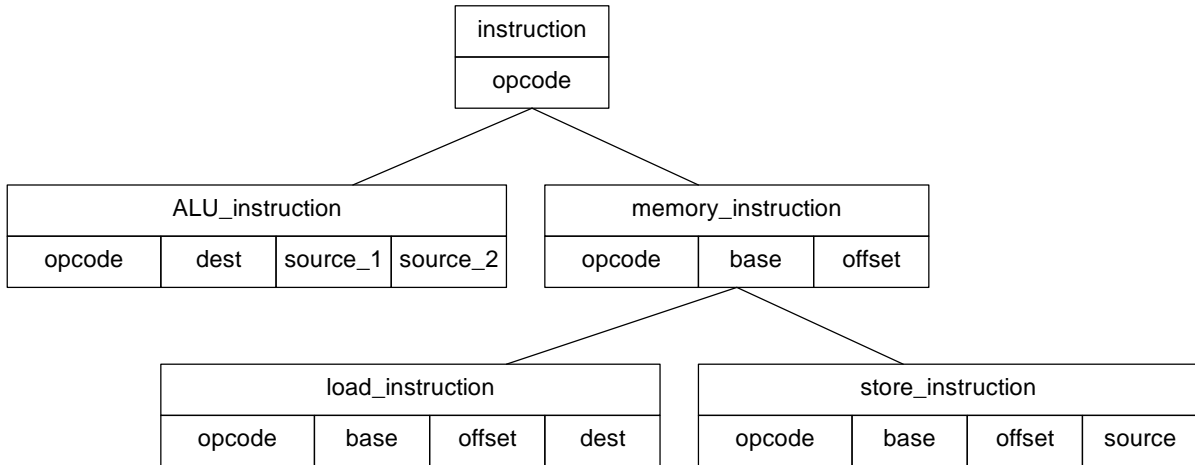 instruction
opcode
ALU_instruction
memory_instruction
opcode dest source_1 source_2
opcode base offset
load_instruction
store_instruction
opcode base offset dest
opcode base offset source